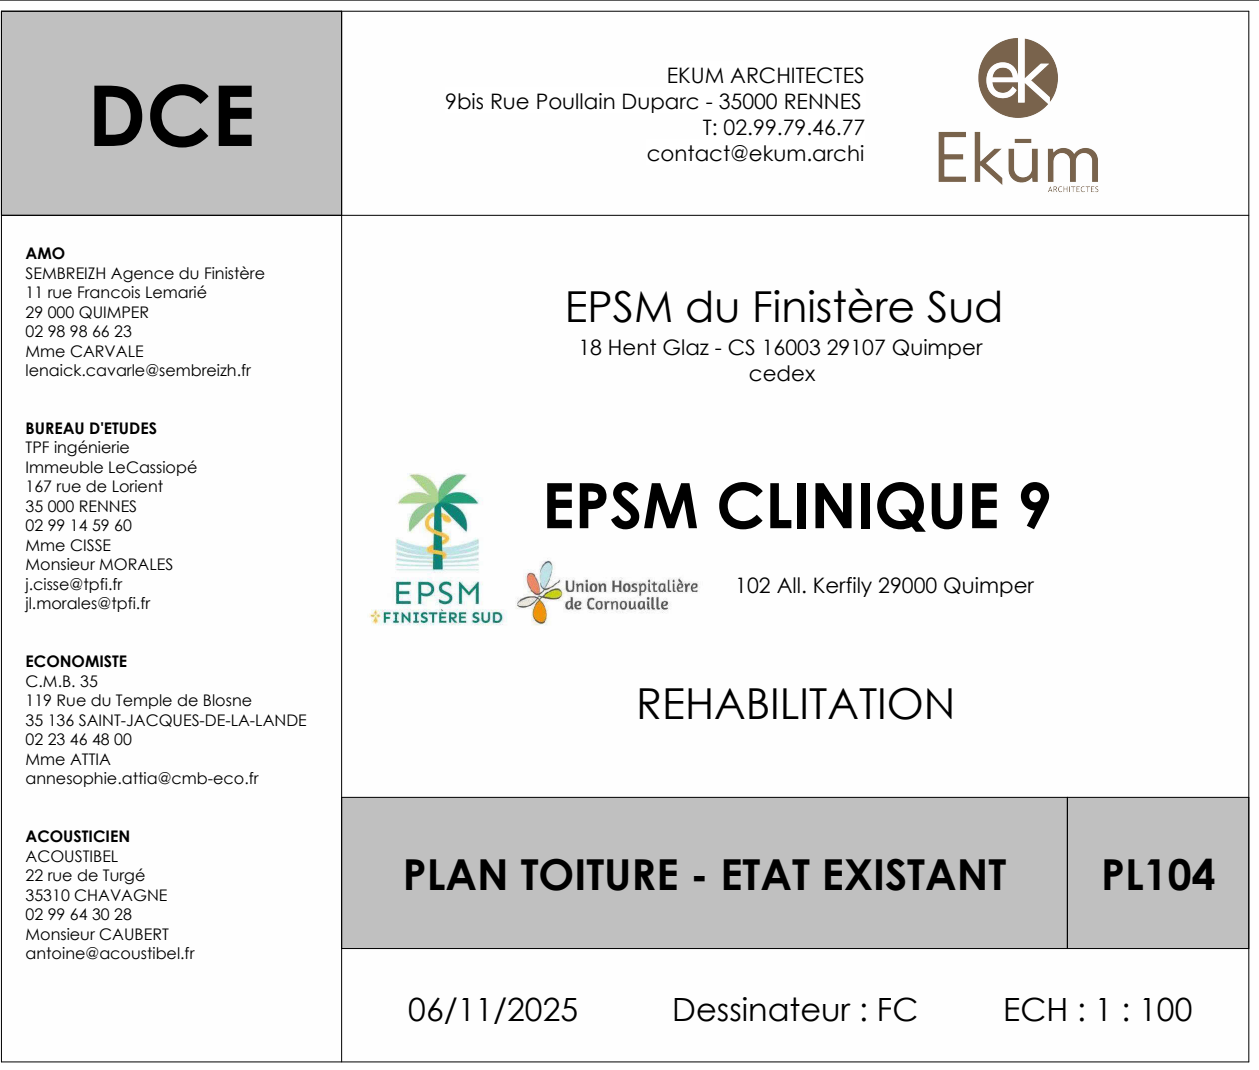 DCE
EKUM ARCHITECTES
9bis Rue Poullain Duparc - 35000 RENNES
T: 02.99.79.46.77
contact@ekum.archi
ek
Ekūm
ARCHITECTES
AMO
SEMBREIZH Agence du Finistère
11 rue Francois Lemarié
29 000 QUIMPER
02 98 98 66 23
Mme CARVALE
lenaick.cavarle@sembreizh.fr
BUREAU D'ETUDES
TPF ingénierie
Immeuble LeCassiopé
167 rue de Lorient
35 000 RENNES
02 99 14 59 60
Mme CISSE
Monsieur MORALES
j.cisse@tpfi.fr
jl.morales@tpfi.fr
ECONOMISTE
C.M.B. 35
119 Rue du Temple de Blosne
35 136 SAINT-JACQUES-DE-LA-LANDE
02 23 46 48 00
Mme ATTIA
annesophie.attia@cmb-eco.fr
ACOUSTICIEN
ACOUSTIBEL
22 rue de Turgé
35310 CHAVAGNE
02 99 64 30 28
Monsieur CAUBERT
antoine@acoustibel.fr
EPSM du Finistère Sud
18 Hent Glaz - CS 16003 29107 Quimper
cedex
EPSM CLINIQUE 9
EPSM
FINISTÈRE SUD
Union Hospitalière
de Cornouaille
102 All. Kerfily 29000 Quimper
REHABILITATION
PLAN TOITURE - ETAT EXISTANT
PL104
06/11/2025
Dessinateur : FC
ECH : 1 : 100